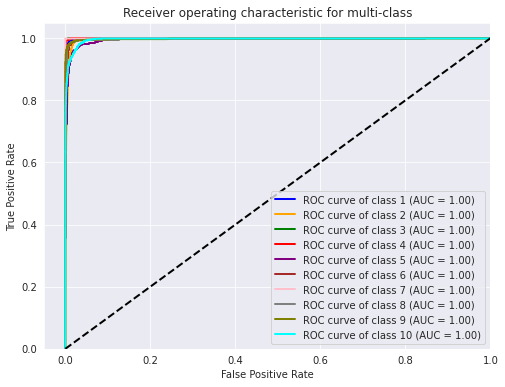 Receiver operating characteristic for multi-class
True Positive Rate
1.0
0.8
0.6
0.4
0.2
0.0
ROC curve of class 1 (AUC = 1.00)
ROC curve of class 2 (AUC = 1.00)
ROC curve of class 3 (AUC = 1.00)
ROC curve of class 4 (AUC = 1.00)
ROC curve of class 5 (AUC = 1.00)
ROC curve of class 6 (AUC = 1.00)
ROC curve of class 7 (AUC = 1.00)
ROC curve of class 8 (AUC = 1.00)
ROC curve of class 9 (AUC = 1.00)
ROC curve of class 10 (AUC = 1.00)
0.0 0.2 0.4 0.6 0.8 1.0
False Positive Rate